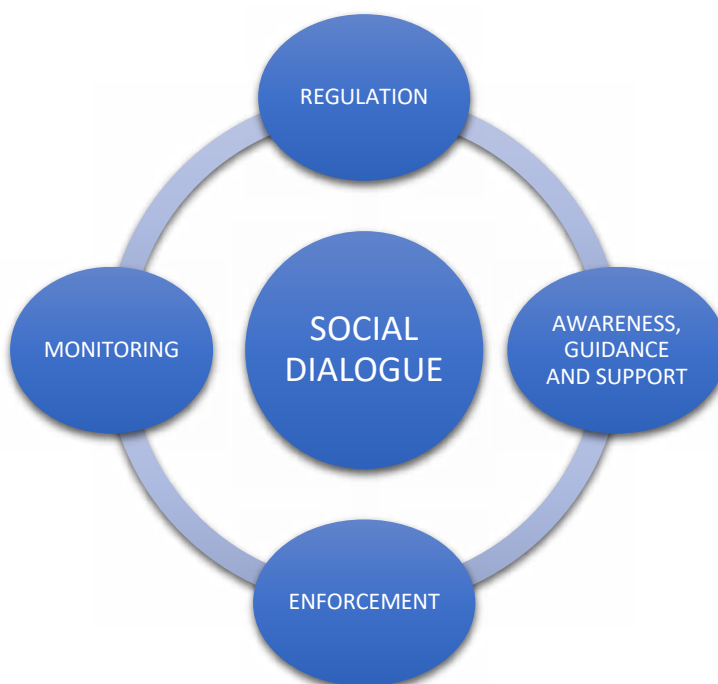 REGULATION
MONITORING
SOCIAL
DIALOGUE
AWARENESS,
GUIDANCE
AND SUPPORT
ENFORCEMENT